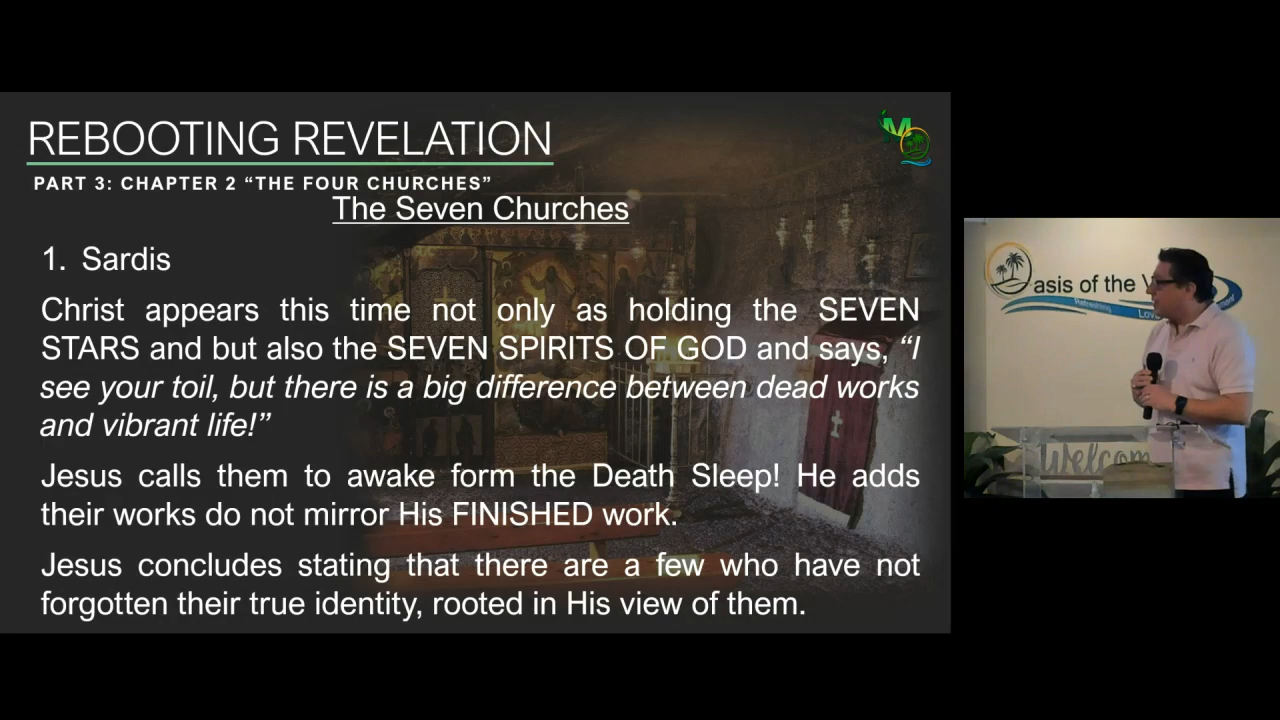 REBOOTING REVELATION
PART 3: CHAPTER 2 “THE FOUR CHURCHES”
The Seven Churches
1. Sardis
Christ appears this time not only as holding the SEVEN
STARS and but also the SEVEN SPIRITS OF GOD and says, “I
see your toil, but there is a big difference between dead works
and vibrant life!”
Jesus calls them to awake form the Death Sleep! He adds
their works do not mirror His FINISHED work.
Jesus concludes stating that there are a few who have not
forgotten their true identity, rooted in His view of them.
MO
Oasis of the V
Refreshing
Welcom